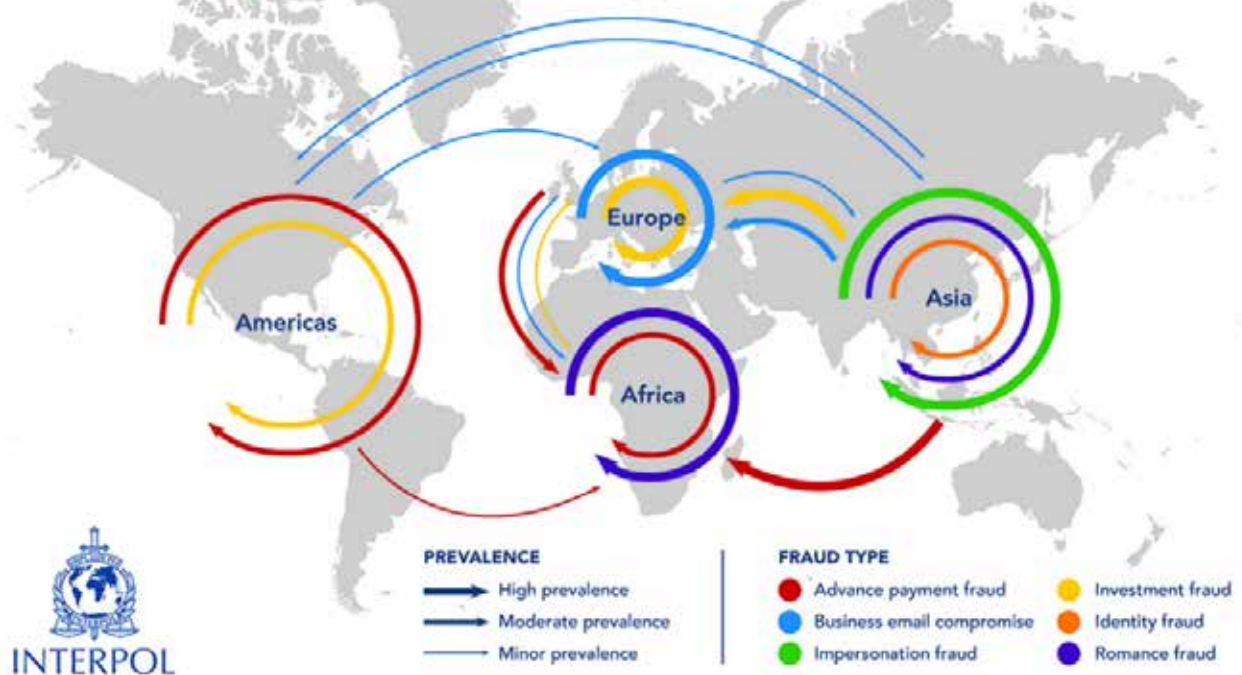 Europe
Americas
Asia
Africa
INTERPOL
PREVALENCE
High prevalence
Moderate prevalence
Minor prevalence
FRAUD TYPE
Advance payment fraud
Business email compromise
Impersonation fraud
Investment fraud
Identity fraud
Romance fraud